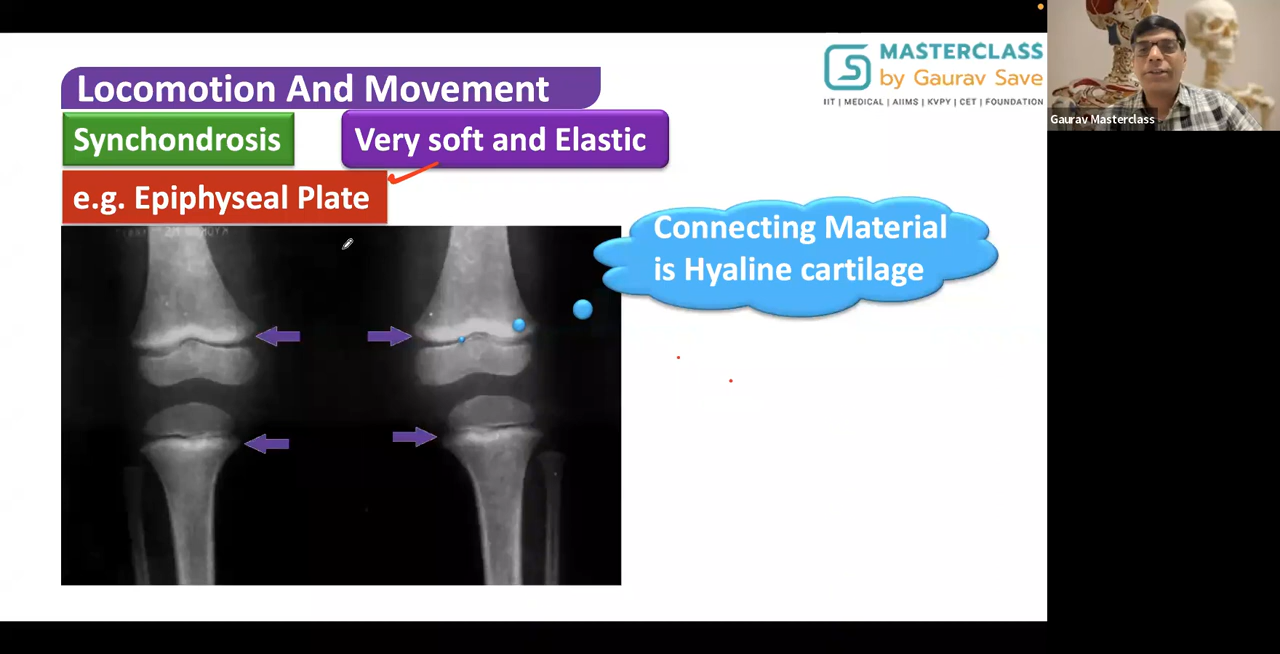 MASTERCLASS
by Gaurav Save
IIT | MEDICAL | AIIMS | KVPY | CET | FOUNDATION
Gaurav Masterclass
Locomotion And Movement
Synchondrosis
Very soft and Elastic
e.g. Epiphyseal Plate
Connecting Material
is Hyaline cartilage